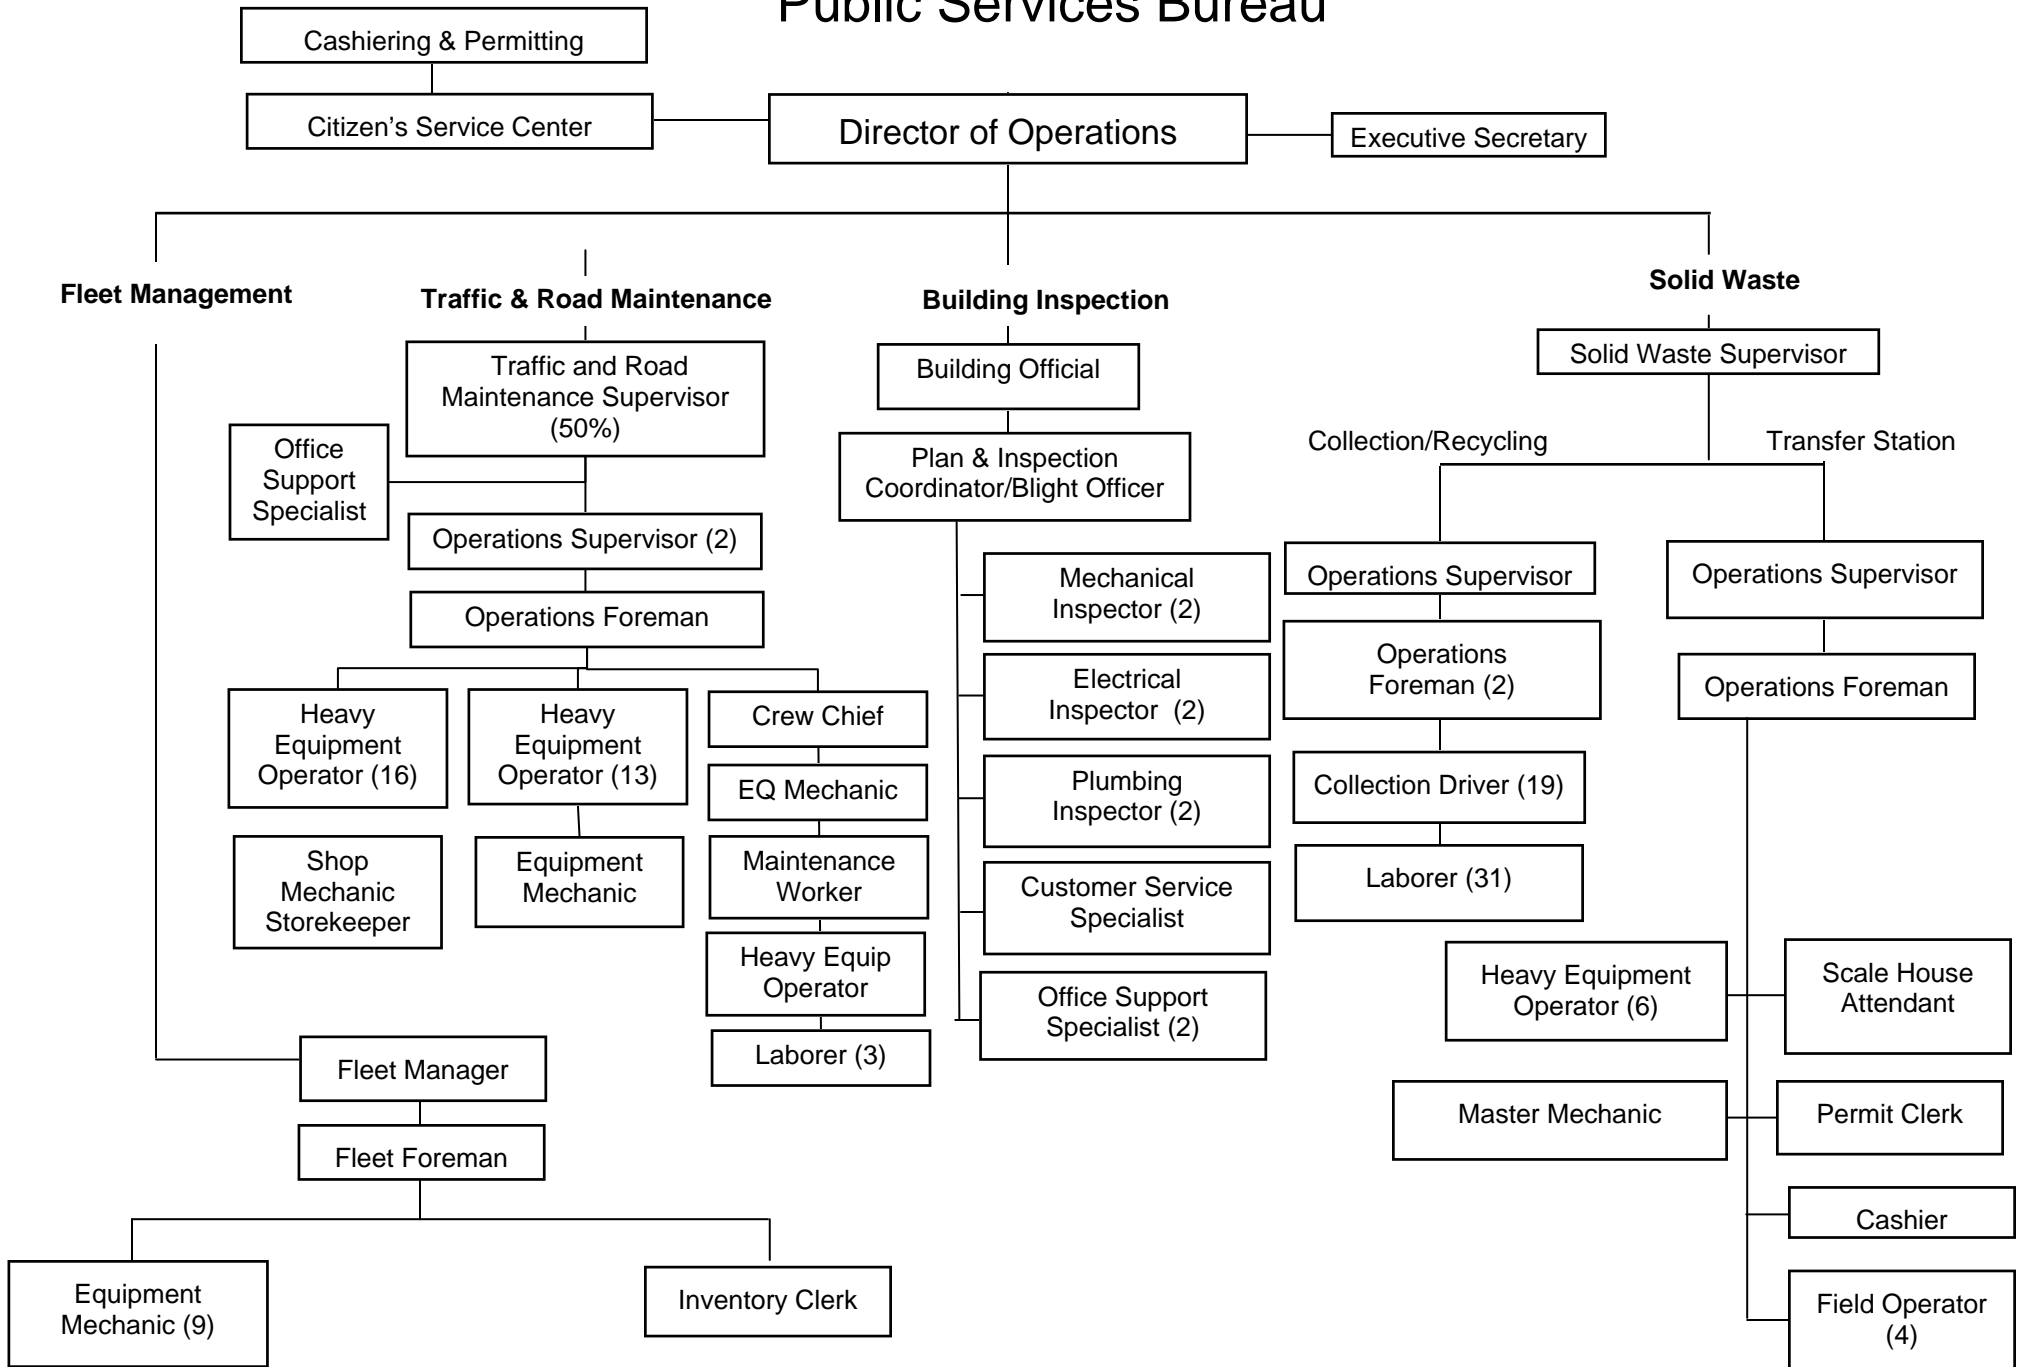 Public Services Bureau
Cashiering & Permitting
Citizen's Service Center
Director of Operations
Executive Secretary
Fleet Management
Traffic & Road Maintenance
Building Inspection
Solid Waste
Traffic and Road
Maintenance Supervisor
(50%)
Office
Support
Specialist
Operations Supervisor (2)
Operations Foreman
Heavy
Equipment
Operator (16)
Heavy
Equipment
Operator (13)
Crew Chief
EQ Mechanic
Shop
Mechanic
Storekeeper
Equipment
Mechanic
Maintenance
Worker
Heavy Equip
Operator
Laborer (3)
Fleet Manager
Fleet Foreman
Equipment
Mechanic (9)
Inventory Clerk
Building Official
Plan & Inspection
Coordinator/Blight Officer
Mechanical
Inspector (2)
Electrical
Inspector  (2)
Plumbing
Inspector (2)
Customer Service
Specialist
Office Support
Specialist (2)
Solid Waste Supervisor
Collection/Recycling
Transfer Station
Operations Supervisor
Operations
Foreman (2)
Collection Driver (19)
Laborer (31)
Operations Supervisor
Operations Foreman
Heavy Equipment
Operator (6)
Scale House
Attendant
Master Mechanic
Permit Clerk
Cashier
Field Operator
(4)